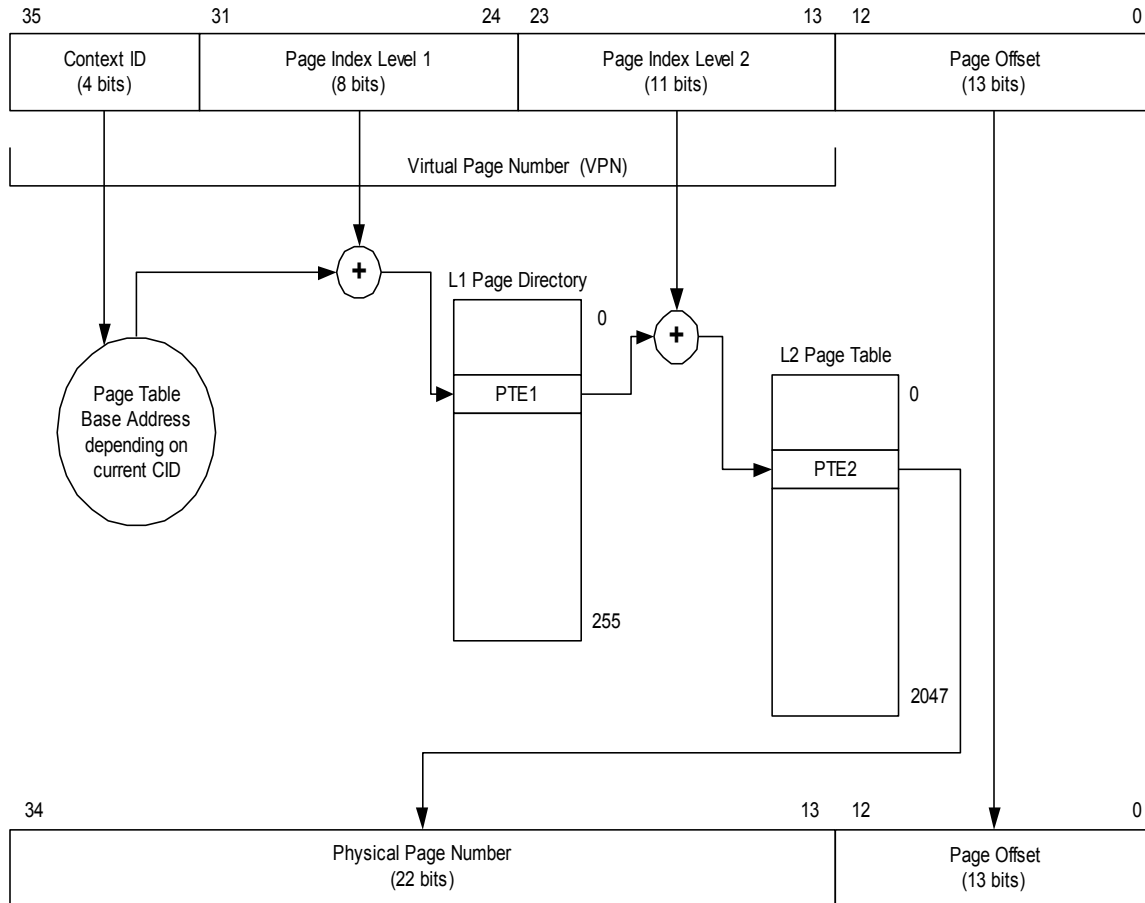 35 31 24 23 13 12 0
Context ID
(4 bits)
Page Index Level 1
(8 bits)
Page Index Level 2
(11 bits)
Page Offset
(13 bits)
Virtual Page Number (VPN)
+
L1 Page Directory
0
+
L2 Page Table
0
PTE1
Page Table
Base Address
depending on
current CID
PTE2
255
2047
34 13 12 0
Physical Page Number
(22 bits)
Page Offset
(13 bits)